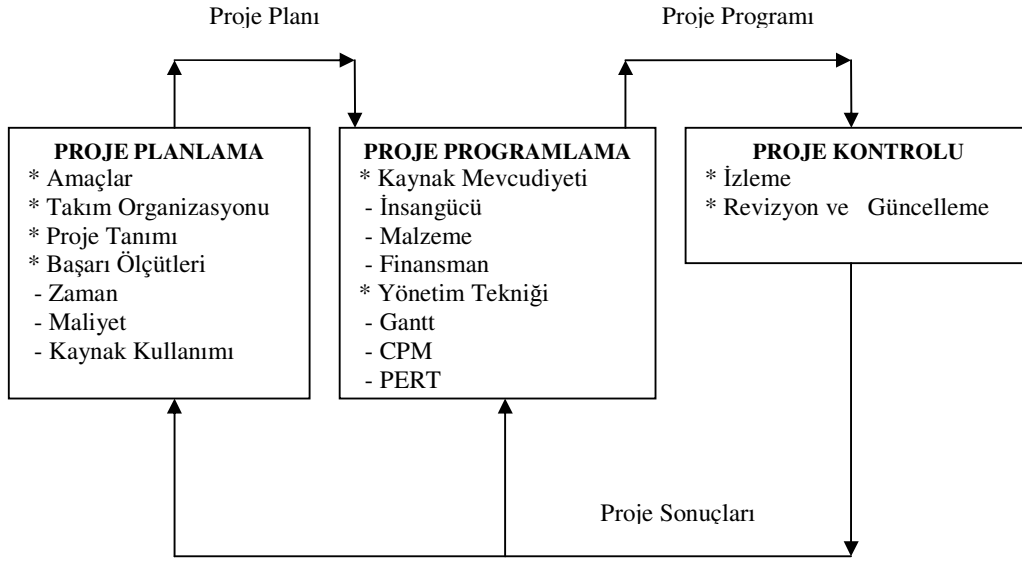 Proje Planı
Proje Programı
PROJE PLANLAMA
* Amaçlar
* Takım Organizasyonu
* Proje Tanımı
* Başarı Ölçütleri
- Zaman
- Maliyet
- Kaynak Kullanımı
PROJE PROGRAMLAMA
* Kaynak Mevcudiyeti
- İnsangücü
- Malzeme
- Finansman
* Yönetim Tekniği
- Gantt
- CPM
- PERT
PROJE KONTROLU
* İzleme
* Revizyon ve Güncelleme
Proje Sonuçları